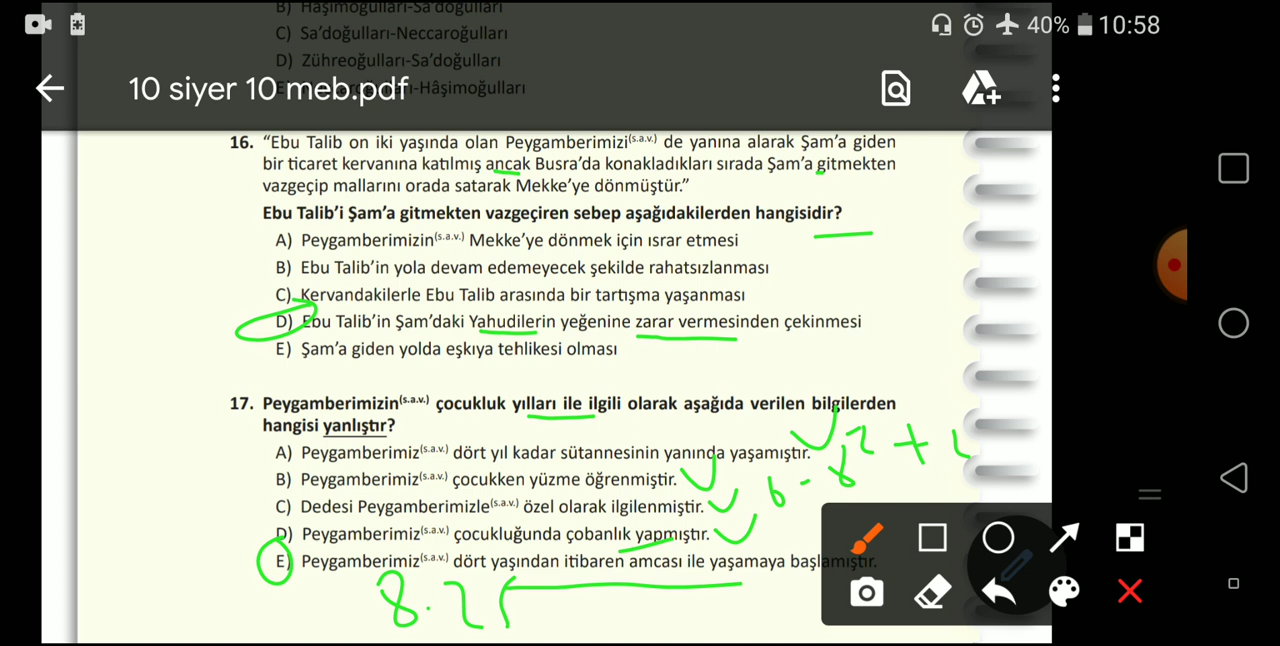 B) Haşimoğulları-Sa'doğulları
40% 10:58
C) Sa'doğulları-Neccaroğulları
D) Zühreoğulları-Sa'doğulları
10 siyer 10 meb.pdf
-Hâşimoğulları
16. “Ebu Talib on iki yaşında olan Peygamberimizi(s.a.v.) de yanına alarak Şam'a giden
bir ticaret kervanına katılmış ancak Busra'da konakladıkları sırada Şam'a gitmekten
vazgeçip mallarını orada satarak Mekke'ye dönmüştür.”
Ebu Talib'i Şam'a gitmekten vazgeçiren sebep aşağıdakilerden hangisidir?
A) Peygamberimizin(s.a.v.) Mekke'ye dönmek için ısrar etmesi
B) Ebu Talib'in yola devam edemeyecek şekilde rahatsızlanması
C) Kervandakilerle Ebu Talib arasında bir tartışma yaşanması
D) Ebu Talib'in Şam'daki Yahudilerin yeğenine zarar vermesinden çekinmesi
E) Şam'a giden yolda eşkıya tehlikesi olması
17. Peygamberimizin(s.a.v.) çocukluk yılları ile ilgili olarak aşağıda verilen bilgilerden
hangisi yanlıştır?
A) Peygamberimiz(s.a.v.) dört yıl kadar sütannesinin yanında yaşamıştır.
2 +
B) Peygamberimiz(s.a.v.) çocukken yüzme öğrenmiştir.
6 - 8
C) Dedesi Peygamberimizle(s.a.v.) özel olarak ilgilenmiştir.
D) Peygamberimiz(s.a.v.) çocukluğunda çobanlık yapmıştır.
E) Peygamberimiz(s.a.v.) dört yaşından itibaren amcası ile yaşamaya başlamıştır.
8.25